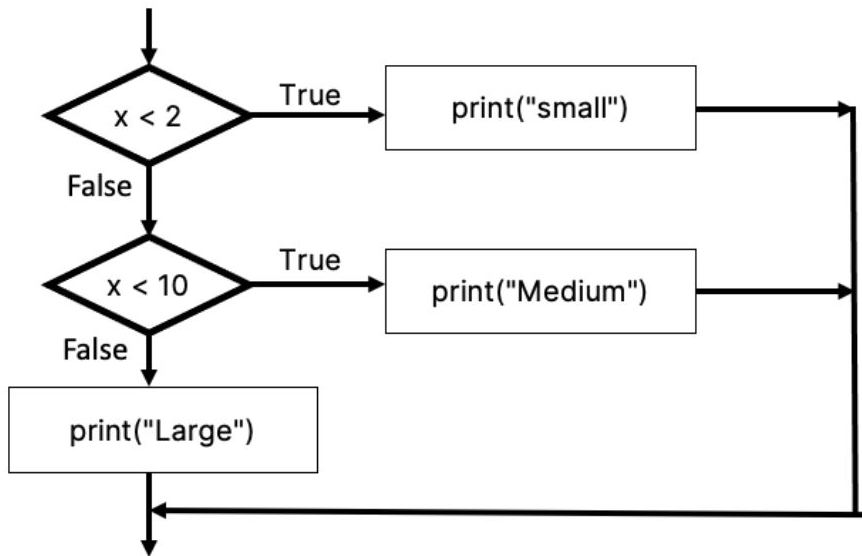 x < 2
True
print("small")
False
x < 10
True
print("Medium")
False
print("Large")